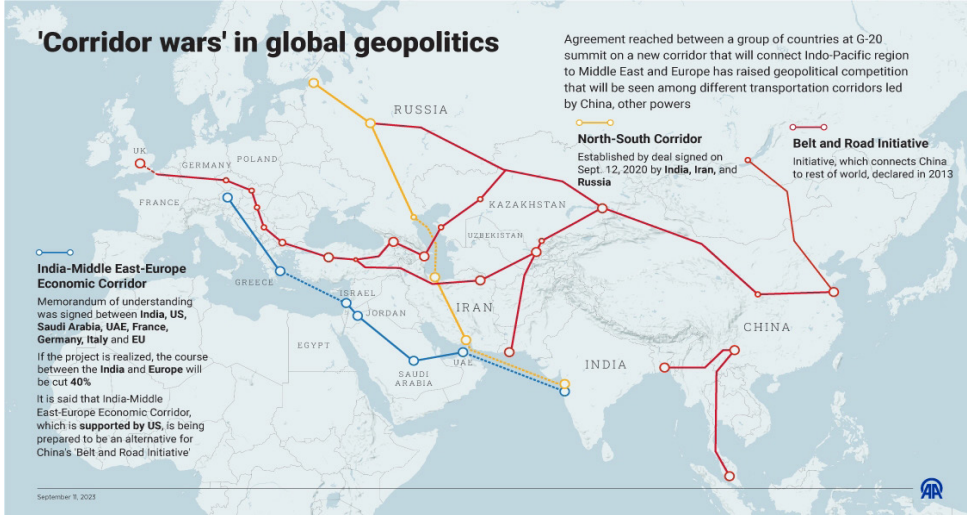 'Corridor wars' in global geopolitics
Agreement reached between a group of countries at G-20
summit on a new corridor that will connect Indo-Pacific region
to Middle East and Europe has raised geopolitical competition
that will be seen among different transportation corridors led
by China, other powers
North-South Corridor
Established by deal signed on
Sept. 12, 2020 by India, Iran, and
Russia
Belt and Road Initiative
Initiative, which connects China
to rest of world, declared in 2013
RUSSIA
UK
GERMANY
POLAND
FRANCE
KAZAKHSTAN
UZBEKISTAN
GREECE
ISRAEL
JORDAN
EGYPT
IRAN
SAUDI
ARABIA
UAE
INDIA
CHINA
India-Middle East-Europe
Economic Corridor
Memorandum of understanding
was signed between India, US,
Saudi Arabia, UAE, France,
Germany, Italy and EU
If the project is realized, the course
between the India and Europe will
be cut 40%
It is said that India-Middle
East-Europe Economic Corridor,
which is supported by US, is being
prepared to be an alternative for
China's 'Belt and Road Initiative'
September 11, 2023
AA